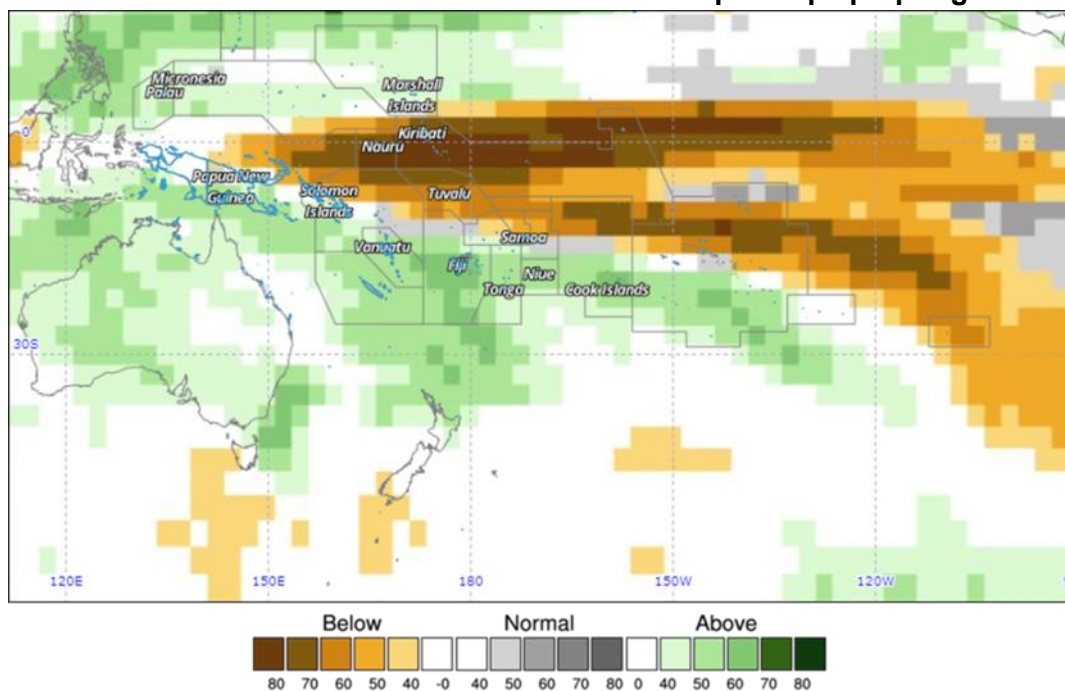 Micronesia
Palau
Marshall
Islands
0
Kiribati
Nauru
Papua New
Guinea
Solomon
Islands
Tuvalu
Vanuatu
Samoa
Fiji
Niue
Tonga
Cook Islands
30S
120E 150E 180 150W 120W
Below Normal Above
80 70 60 50 40 -0 40 50 60 70 80 0 40 50 60 70 80